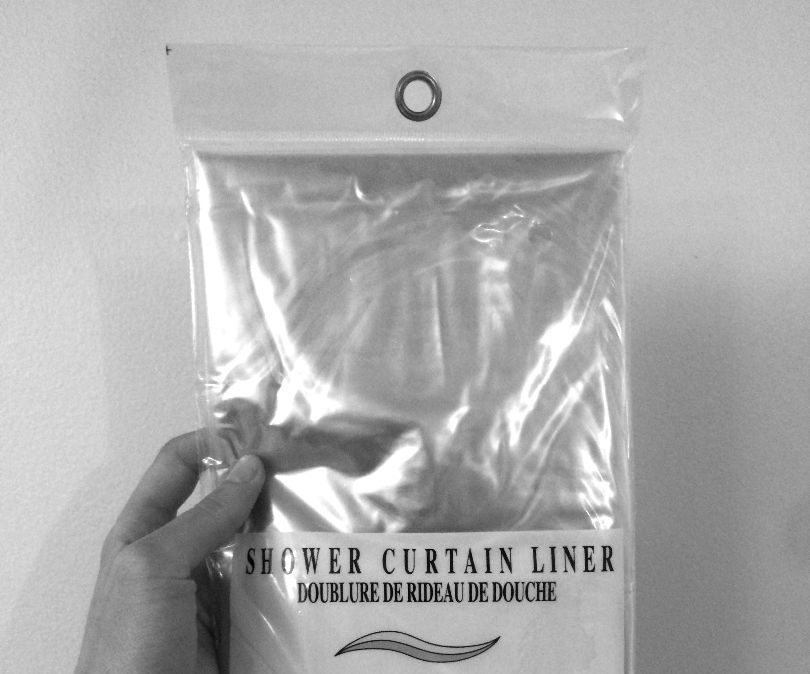 SHOWER CURTAIN LINER
DOUBLURE DE RIDEAU DE DOUCHE